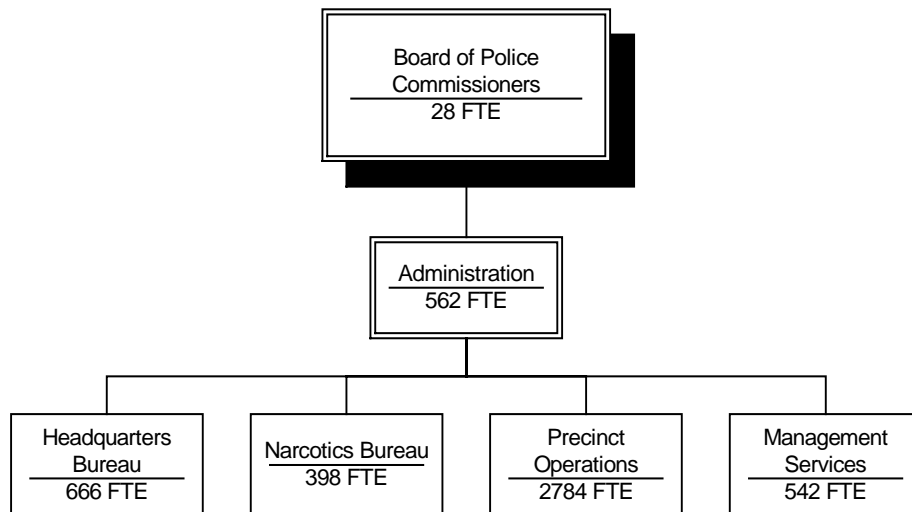 Board of Police
Commissioners
28 FTE
Administration
562 FTE
Headquarters
Bureau
666 FTE
Narcotics Bureau
398 FTE
Precinct
Operations
2784 FTE
Management
Services
542 FTE